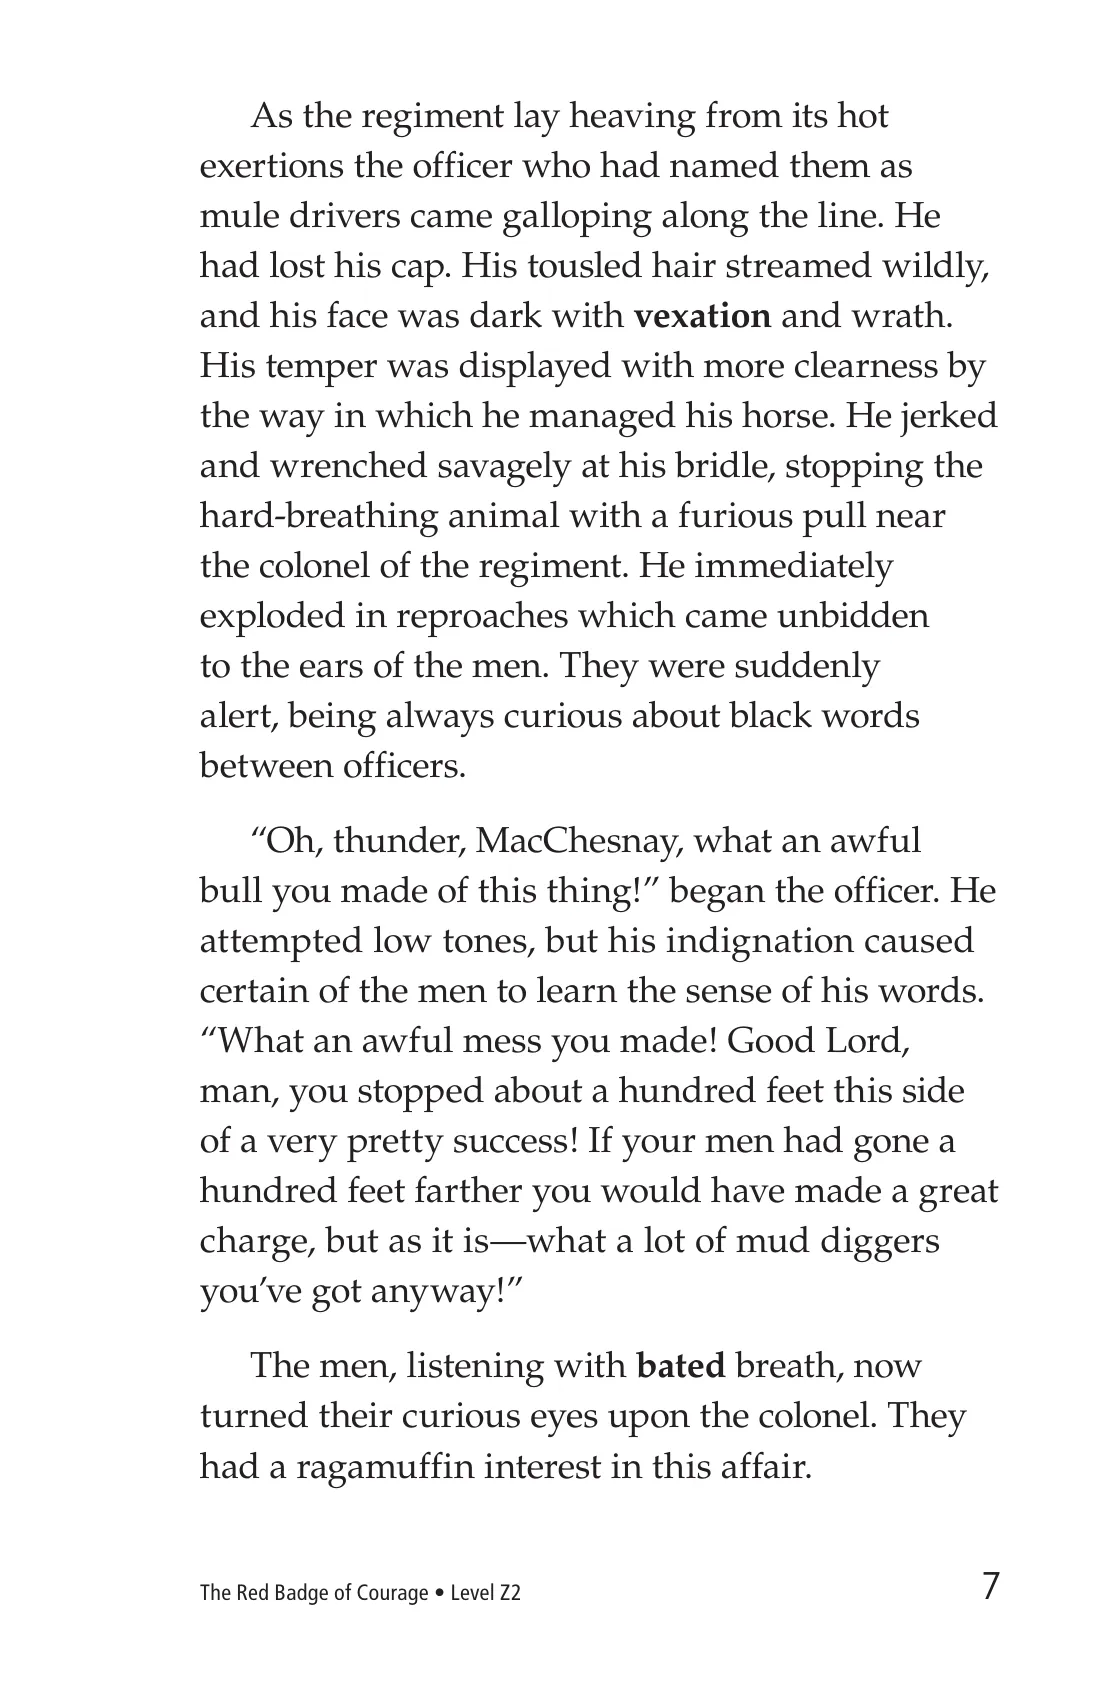 As the regiment lay heaving from its hot
exertions the officer who had named them as
mule drivers came galloping along the line. He
had lost his cap. His tousled hair streamed wildly,
and his face was dark with vexation and wrath.
His temper was displayed with more clearness by
the way in which he managed his horse. He jerked
and wrenched savagely at his bridle, stopping the
hard-breathing animal with a furious pull near
the colonel of the regiment. He immediately
exploded in reproaches which came unbidden
to the ears of the men. They were suddenly
alert, being always curious about black words
between officers.
“Oh, thunder, MacChesnay, what an awful
bull you made of this thing!” began the officer. He
attempted low tones, but his indignation caused
certain of the men to learn the sense of his words.
“What an awful mess you made! Good Lord,
man, you stopped about a hundred feet this side
of a very pretty success! If your men had gone a
hundred feet farther you would have made a great
charge, but as it is—what a lot of mud diggers
you’ve got anyway!”
The men, listening with bated breath, now
turned their curious eyes upon the colonel. They
had a ragamuffin interest in this affair.
The Red Badge of Courage • Level Z2
7